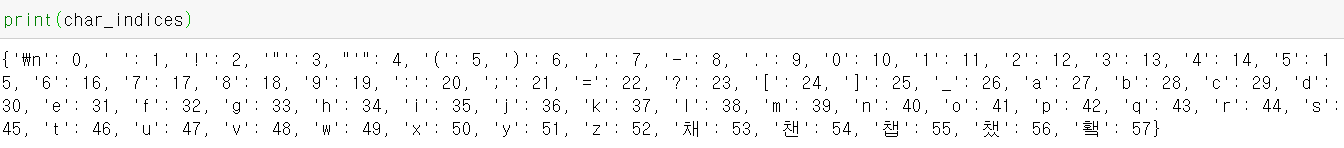 print(char_indices)
{'₩n': 0, ' ': 1, '!': 2, '"': 3, "'": 4, '(': 5, ')': 6, ',': 7, '-': 8, '.': 9, '0': 10, '1': 11, '2': 12, '3': 13, '4': 14, '5': 1
5, '6': 16, '7': 17, '8': 18, '9': 19, ':': 20, ';': 21, '=': 22, '?': 23, '[': 24, ']': 25, '_': 26, 'a': 27, 'b': 28, 'c': 29, 'd':
30, 'e': 31, 'f': 32, 'g': 33, 'h': 34, 'i': 35, 'j': 36, 'k': 37, 'l': 38, 'm': 39, 'n': 40, 'o': 41, 'p': 42, 'q': 43, 'r': 44, 's':
45, 't': 46, 'u': 47, 'v': 48, 'w': 49, 'x': 50, 'y': 51, 'z': 52, '채': 53, '챈': 54, '챕': 55, '챘': 56, '홱': 57}